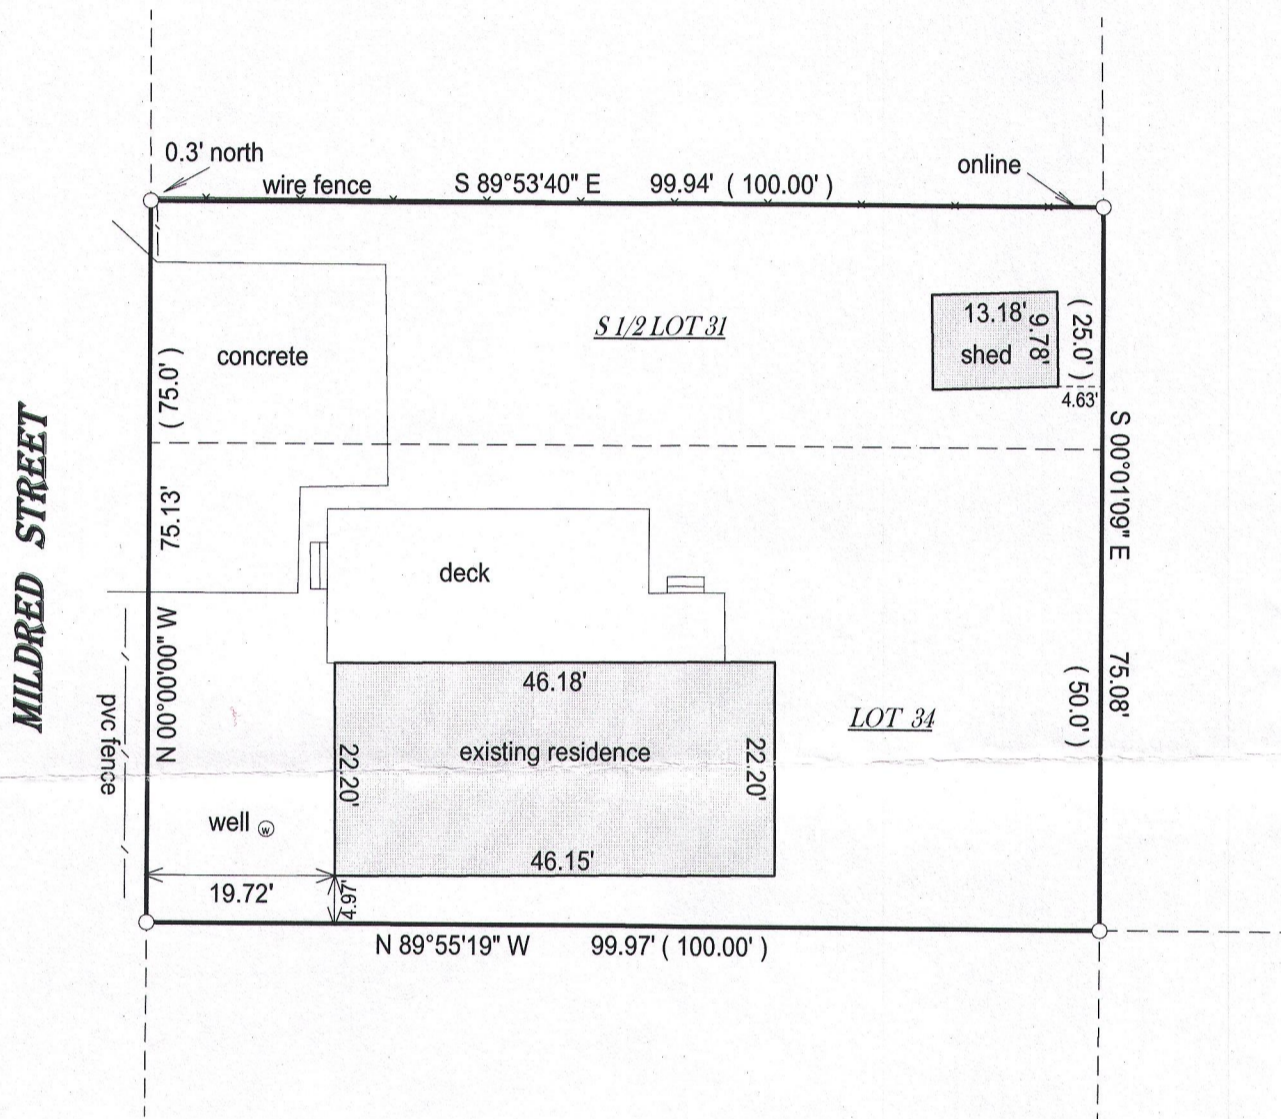 0.3' north
wire fence
S 89°53'40" E 99.94' ( 100.00' )
online
S 1/2 LOT 31
13.18'
9.78'
shed
( 25.0' )
4.63'
concrete
( 75.0' )
75.13'
N 00°00'00" W
MILDRED STREET
S 00°01'09" E
75.08'
( 50.0' )
deck
46.18'
existing residence
22.20'
22.20'
46.15'
LOT 34
pvc fence
well
W
19.72'
4.97'
N 89°55'19" W 99.97' ( 100.00' )